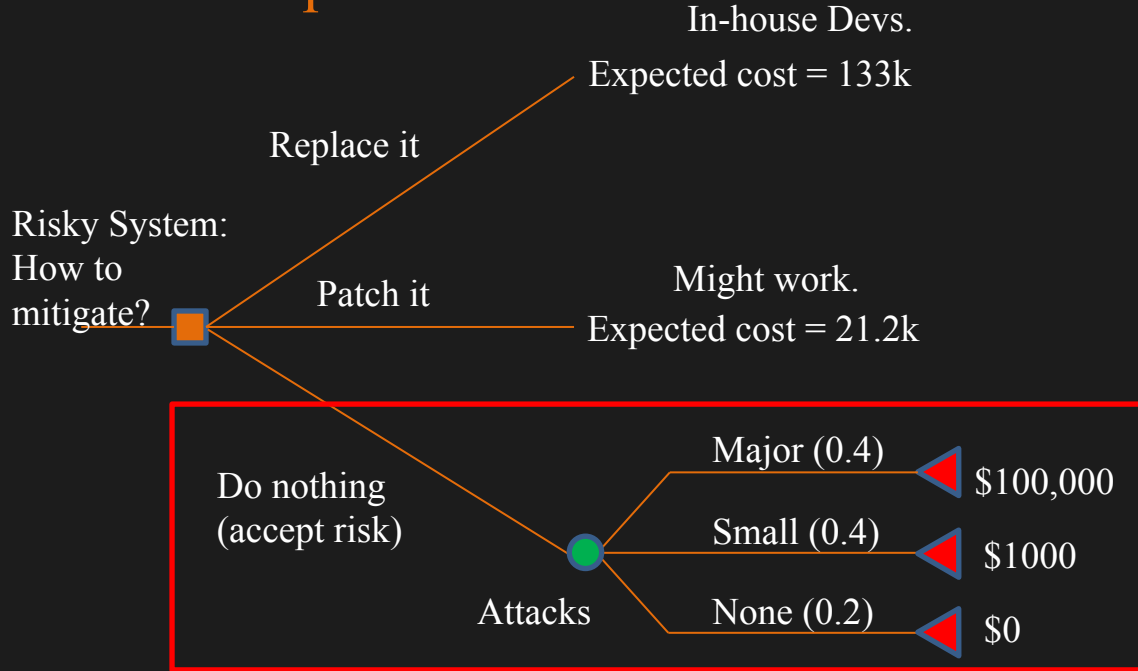 In-house Devs.
Expected cost = 133k
Replace it
Risky System:
How to
mitigate?
Patch it
Might work.
Expected cost = 21.2k
Do nothing
(accept risk)
Attacks
Major (0.4)
$100,000
Small (0.4)
$1000
None (0.2)
$0